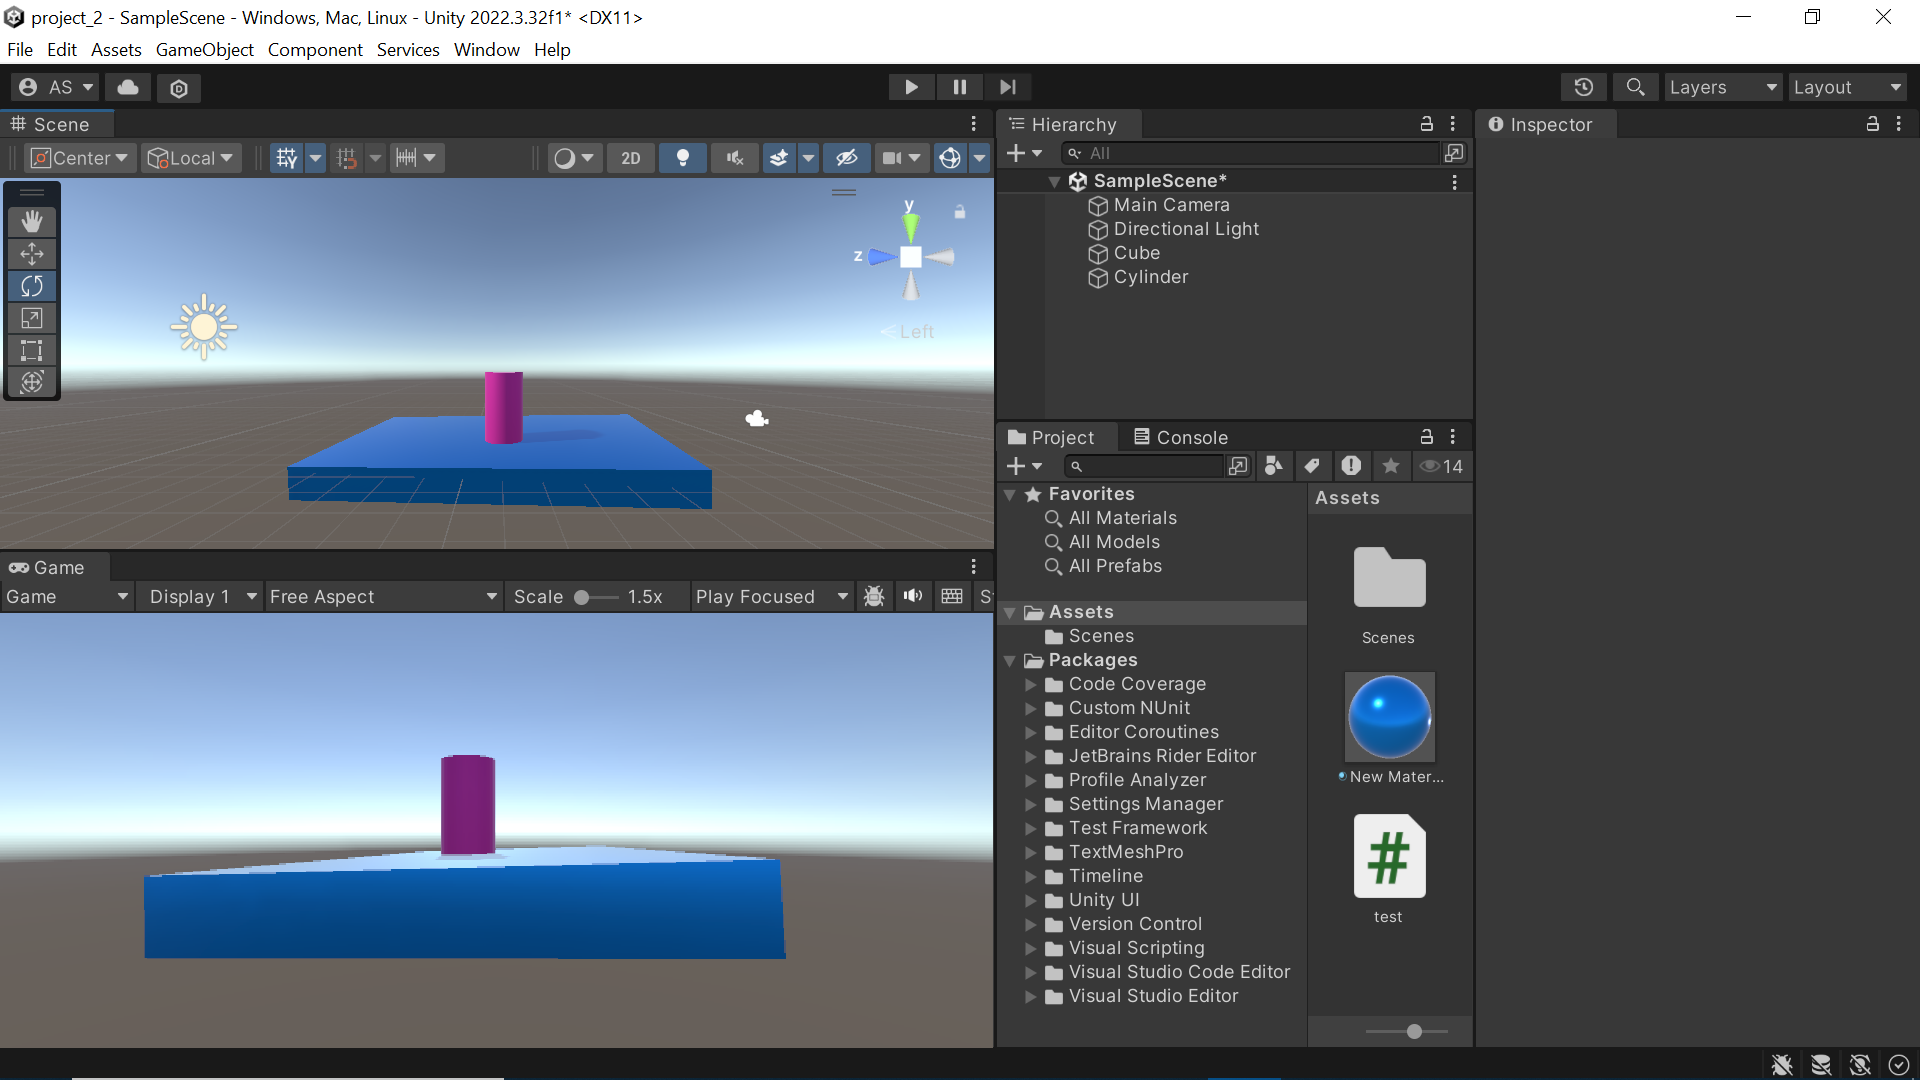 project_2 - SampleScene - Windows, Mac, Linux - Unity 2022.3.32f1* <DX11>
File Edit Assets GameObject Component Services Window Help
AS
Layers
Layout
Scene
Center
Local
2D
y
z
Left
Hierarchy
All
SampleScene*
Main Camera
Directional Light
Cube
Cylinder
Inspector
Game
Game
Display 1
Free Aspect
Scale
1.5x
Play Focused
S
Project
Console
14
Favorites
All Materials
All Models
All Prefabs
Assets
Scenes
Packages
Code Coverage
Custom NUnit
Editor Coroutines
JetBrains Rider Editor
Profile Analyzer
Settings Manager
Test Framework
TextMeshPro
Timeline
Unity UI
Version Control
Visual Scripting
Visual Studio Code Editor
Visual Studio Editor
Assets
Scenes
New Mater...
#
test